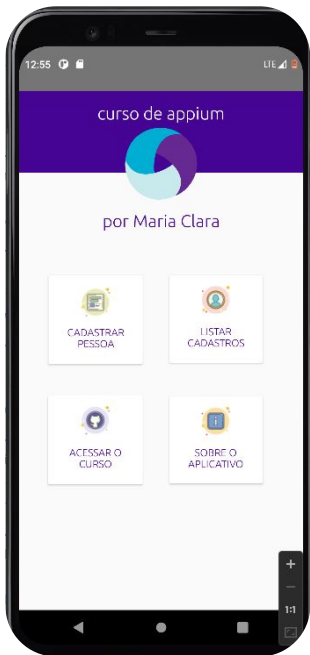 12:55
LTE
curso de appium
por Maria Clara
CADASTRAR
PESSOA
LISTAR
CADASTROS
ACESSAR O
CURSO
SOBRE O
APLICATIVO
1:1